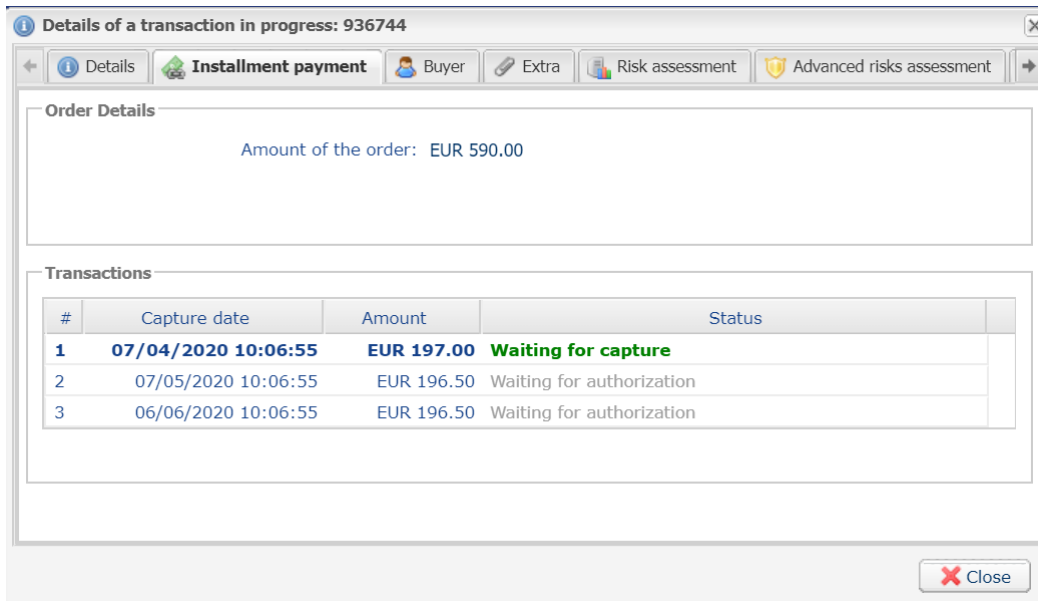 Details of a transaction in progress: 936744
Details Installment payment Buyer Extra Risk assessment Advanced risks assessment
Order Details
Amount of the order: EUR 590.00
Transactions
# Capture date Amount Status
1 07/04/2020 10:06:55 EUR 197.00 Waiting for capture
2 07/05/2020 10:06:55 EUR 196.50 Waiting for authorization
3 06/06/2020 10:06:55 EUR 196.50 Waiting for authorization
Close